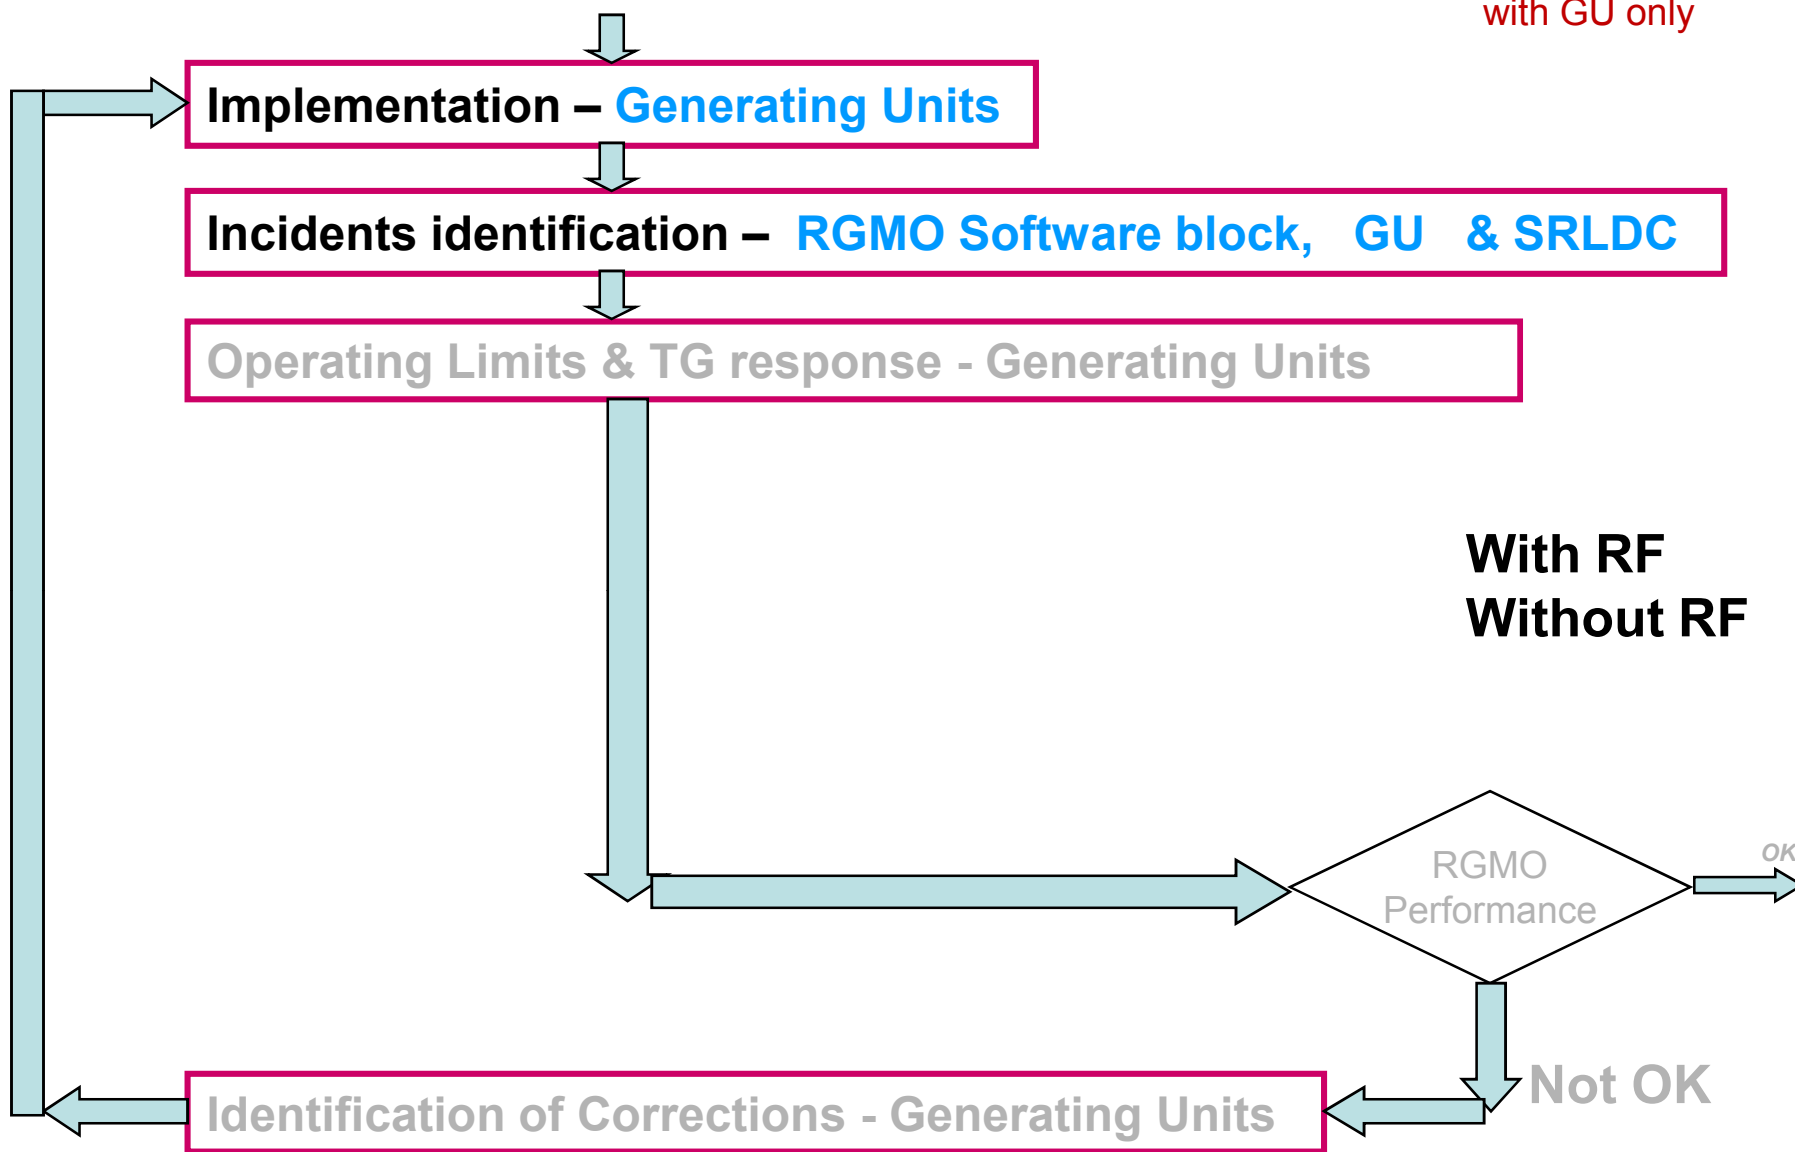 with GU only
Implementation – Generating Units
Incidents identification – RGMO Software block, GU & SRLDC
Operating Limits & TG response - Generating Units
With RF
Without RF
RGMO
Performance
OK
Not OK
Identification of Corrections - Generating Units